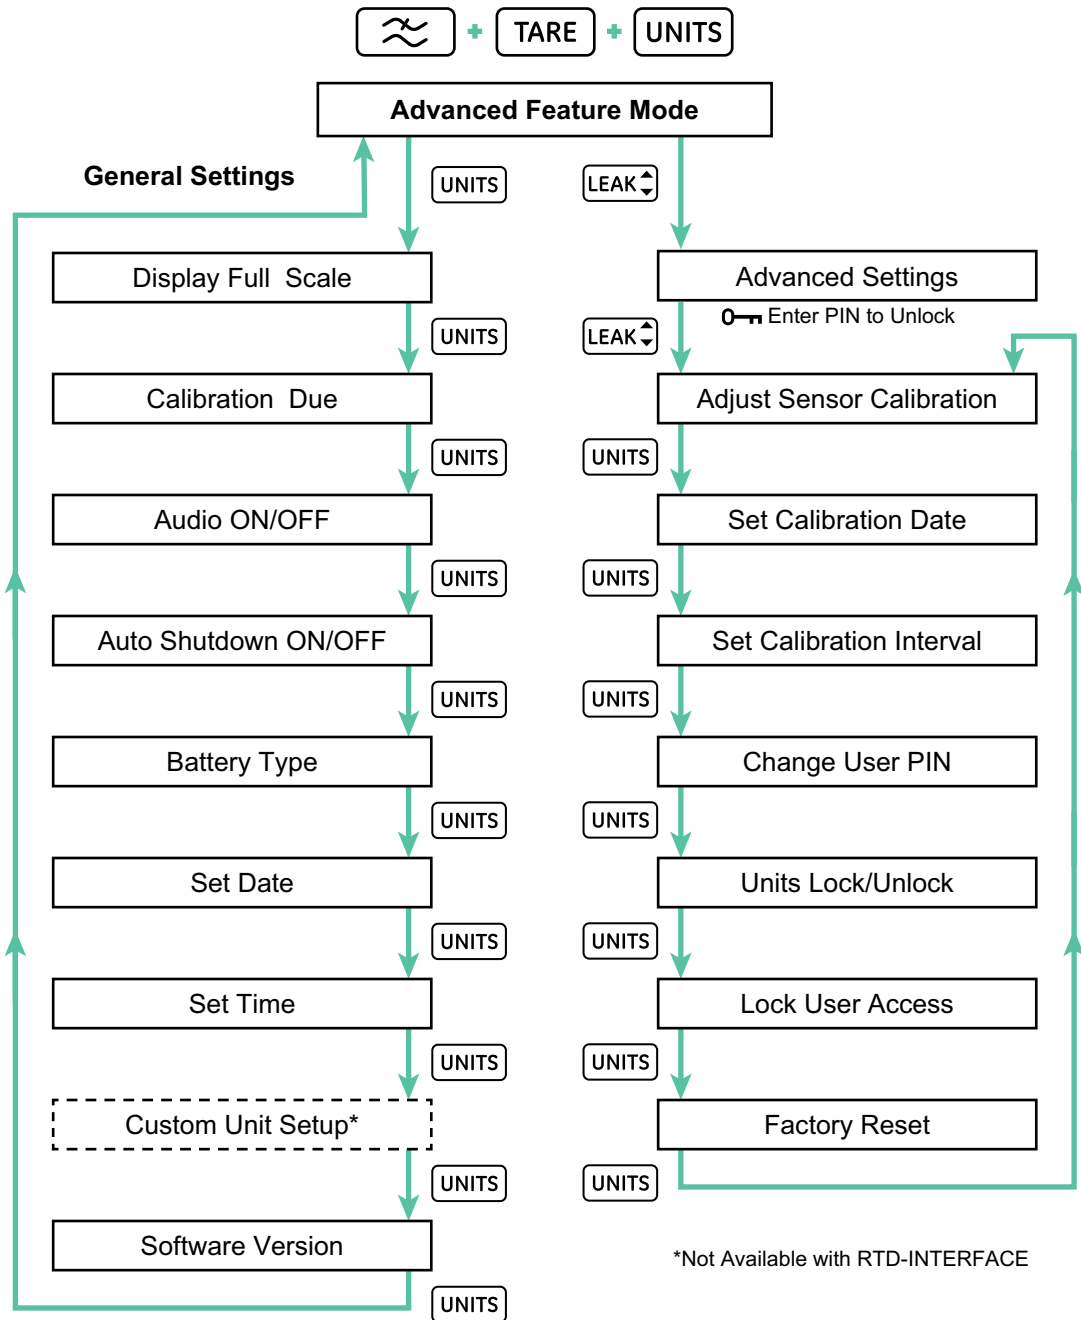 TARE UNITS
Advanced Feature Mode
General Settings
UNITS
LEAK
Display Full Scale
Advanced Settings
Enter PIN to Unlock
UNITS
LEAK
Calibration Due
Adjust Sensor Calibration
UNITS
UNITS
Audio ON/OFF
Set Calibration Date
UNITS
UNITS
Auto Shutdown ON/OFF
Set Calibration Interval
UNITS
UNITS
Battery Type
Change User PIN
UNITS
UNITS
Set Date
Units Lock/Unlock
UNITS
UNITS
Set Time
Lock User Access
UNITS
UNITS
Custom Unit Setup*
Factory Reset
UNITS
UNITS
Software Version
*Not Available with RTD-INTERFACE
UNITS